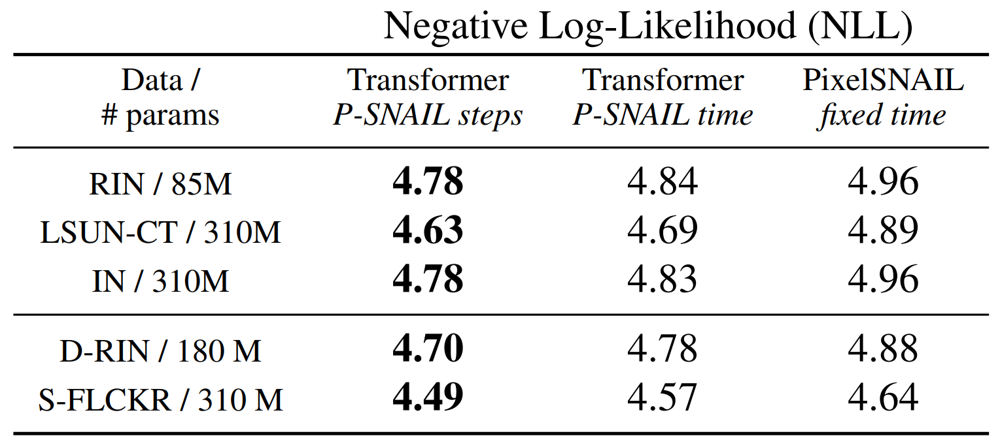 Negative Log-Likelihood (NLL)
Data / Transformer Transformer PixelSNAIL
# params P-SNAIL steps P-SNAIL time fixed time
RIN / 85M 4.78 4.84 4.96
LSUN-CT / 310M 4.63 4.69 4.89
IN / 310M 4.78 4.83 4.96
D-RIN / 180 M 4.70 4.78 4.88
S-FLCKR / 310 M 4.49 4.57 4.64